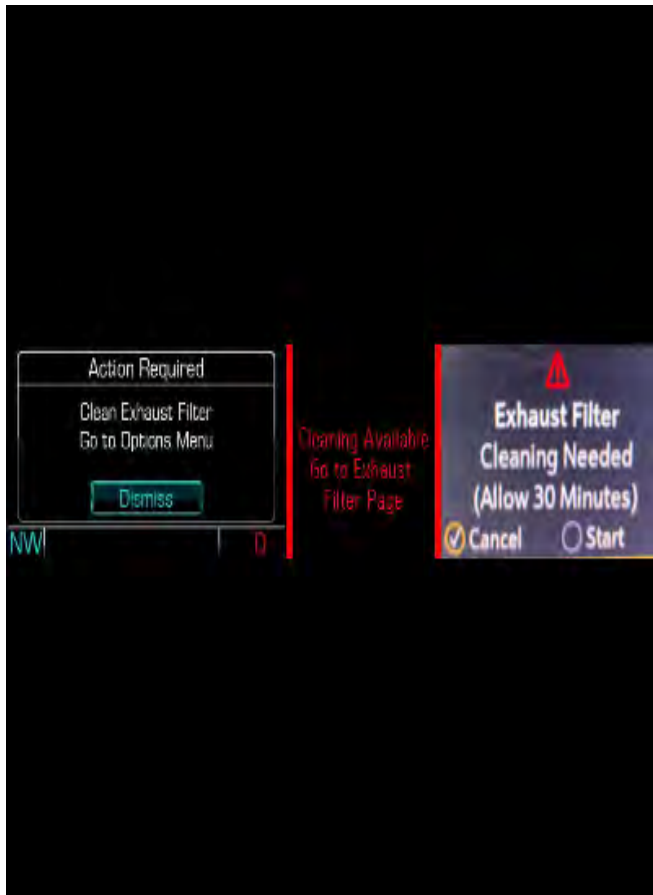 Action Required
Clean Exhaust Filter
Go to Options Menu
Dismiss
NW
D
Cleaning Available
Go to Exhaust
Filter Page
Exhaust Filter
Cleaning Needed
(Allow 30 Minutes)
Cancel
Start